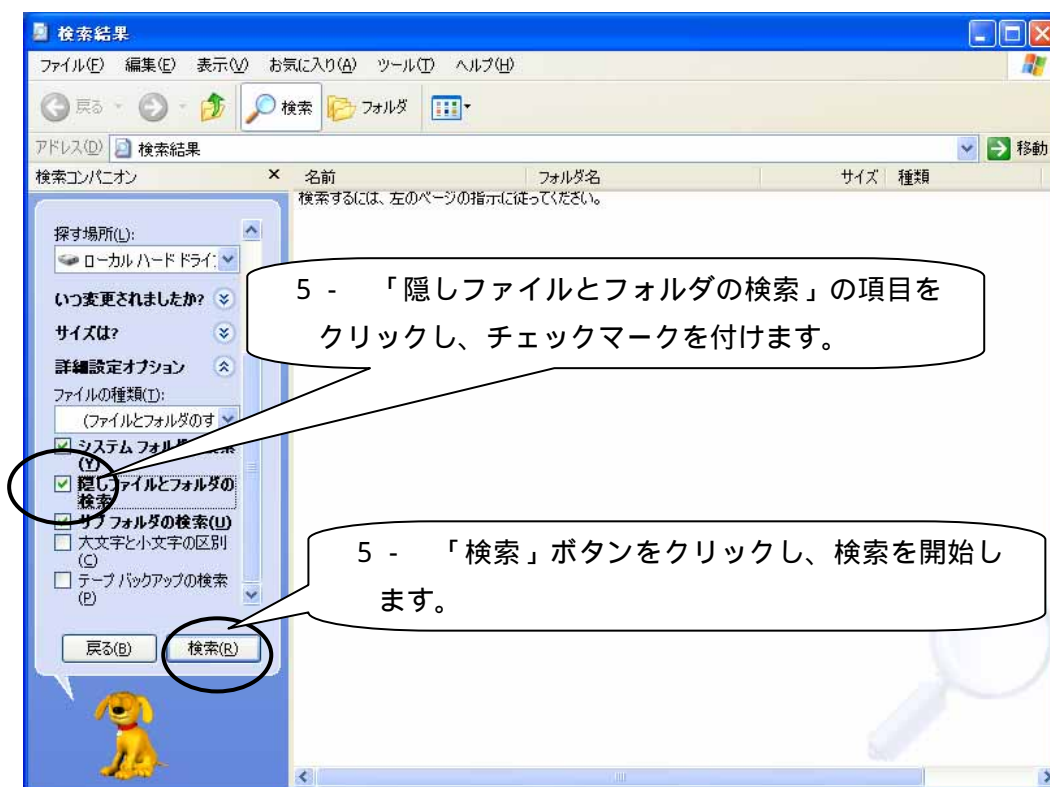 検索結果
ファイル(F) 編集(E) 表示(V) お気に入り(A) ツール(T) ヘルプ(H)
戻る 検索 フォルダ
アドレス(D) 検索結果 移動
検索コンパニオン × 名前 フォルダ名 サイズ 種類
検索するには、左のページの指示に従ってください。
探す場所(L):
ローカル ハード ドライ
いつ変更されましたか?
サイズは?
詳細設定オプション
ファイルの種類(T):
(ファイルとフォルダのす
システム フォルダ
(Y)
隠しファイルとフォルダの
検索
サブ フォルダの検索(U)
大文字と小文字の区別
(C)
テープ バックアップの検索
(P)
戻る(B) 検索(R)
5 - 「隠しファイルとフォルダの検索」の項目を
クリックし、チェックマークを付けます。
5 - 「検索」ボタンをクリックし、検索を開始し
ます。